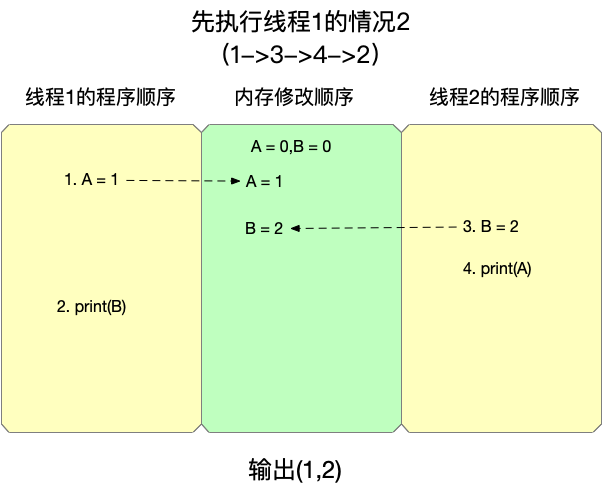 先执行线程1的情况2
(1->3->4->2)
线程1的程序顺序 内存修改顺序 线程2的程序顺序
A = 0,B = 0
1. A = 1 A = 1
B = 2 3. B = 2
4. print(A)
2. print(B)
输出(1,2)